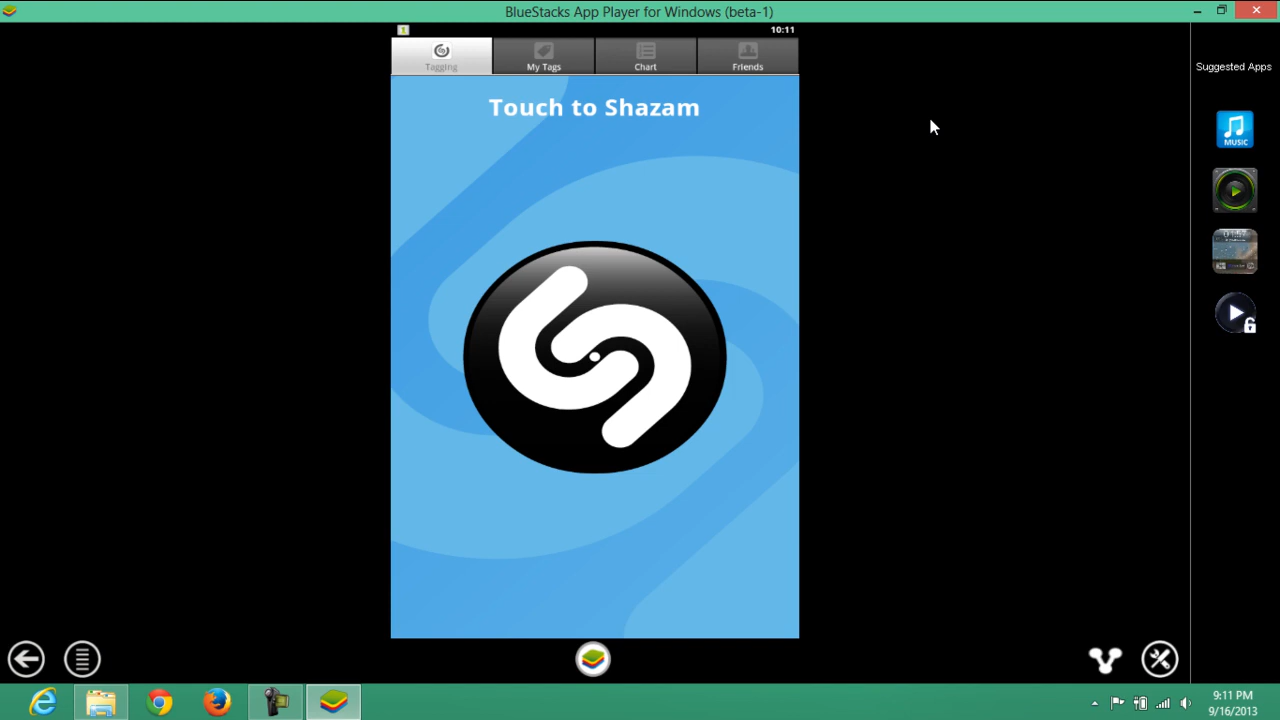 BlueStacks App Player for Windows (beta-1)
1
10:11
Tagging
My Tags
Chart
Friends
Suggested Apps
Touch to Shazam
MUSIC
9:11 PM
9/16/2013